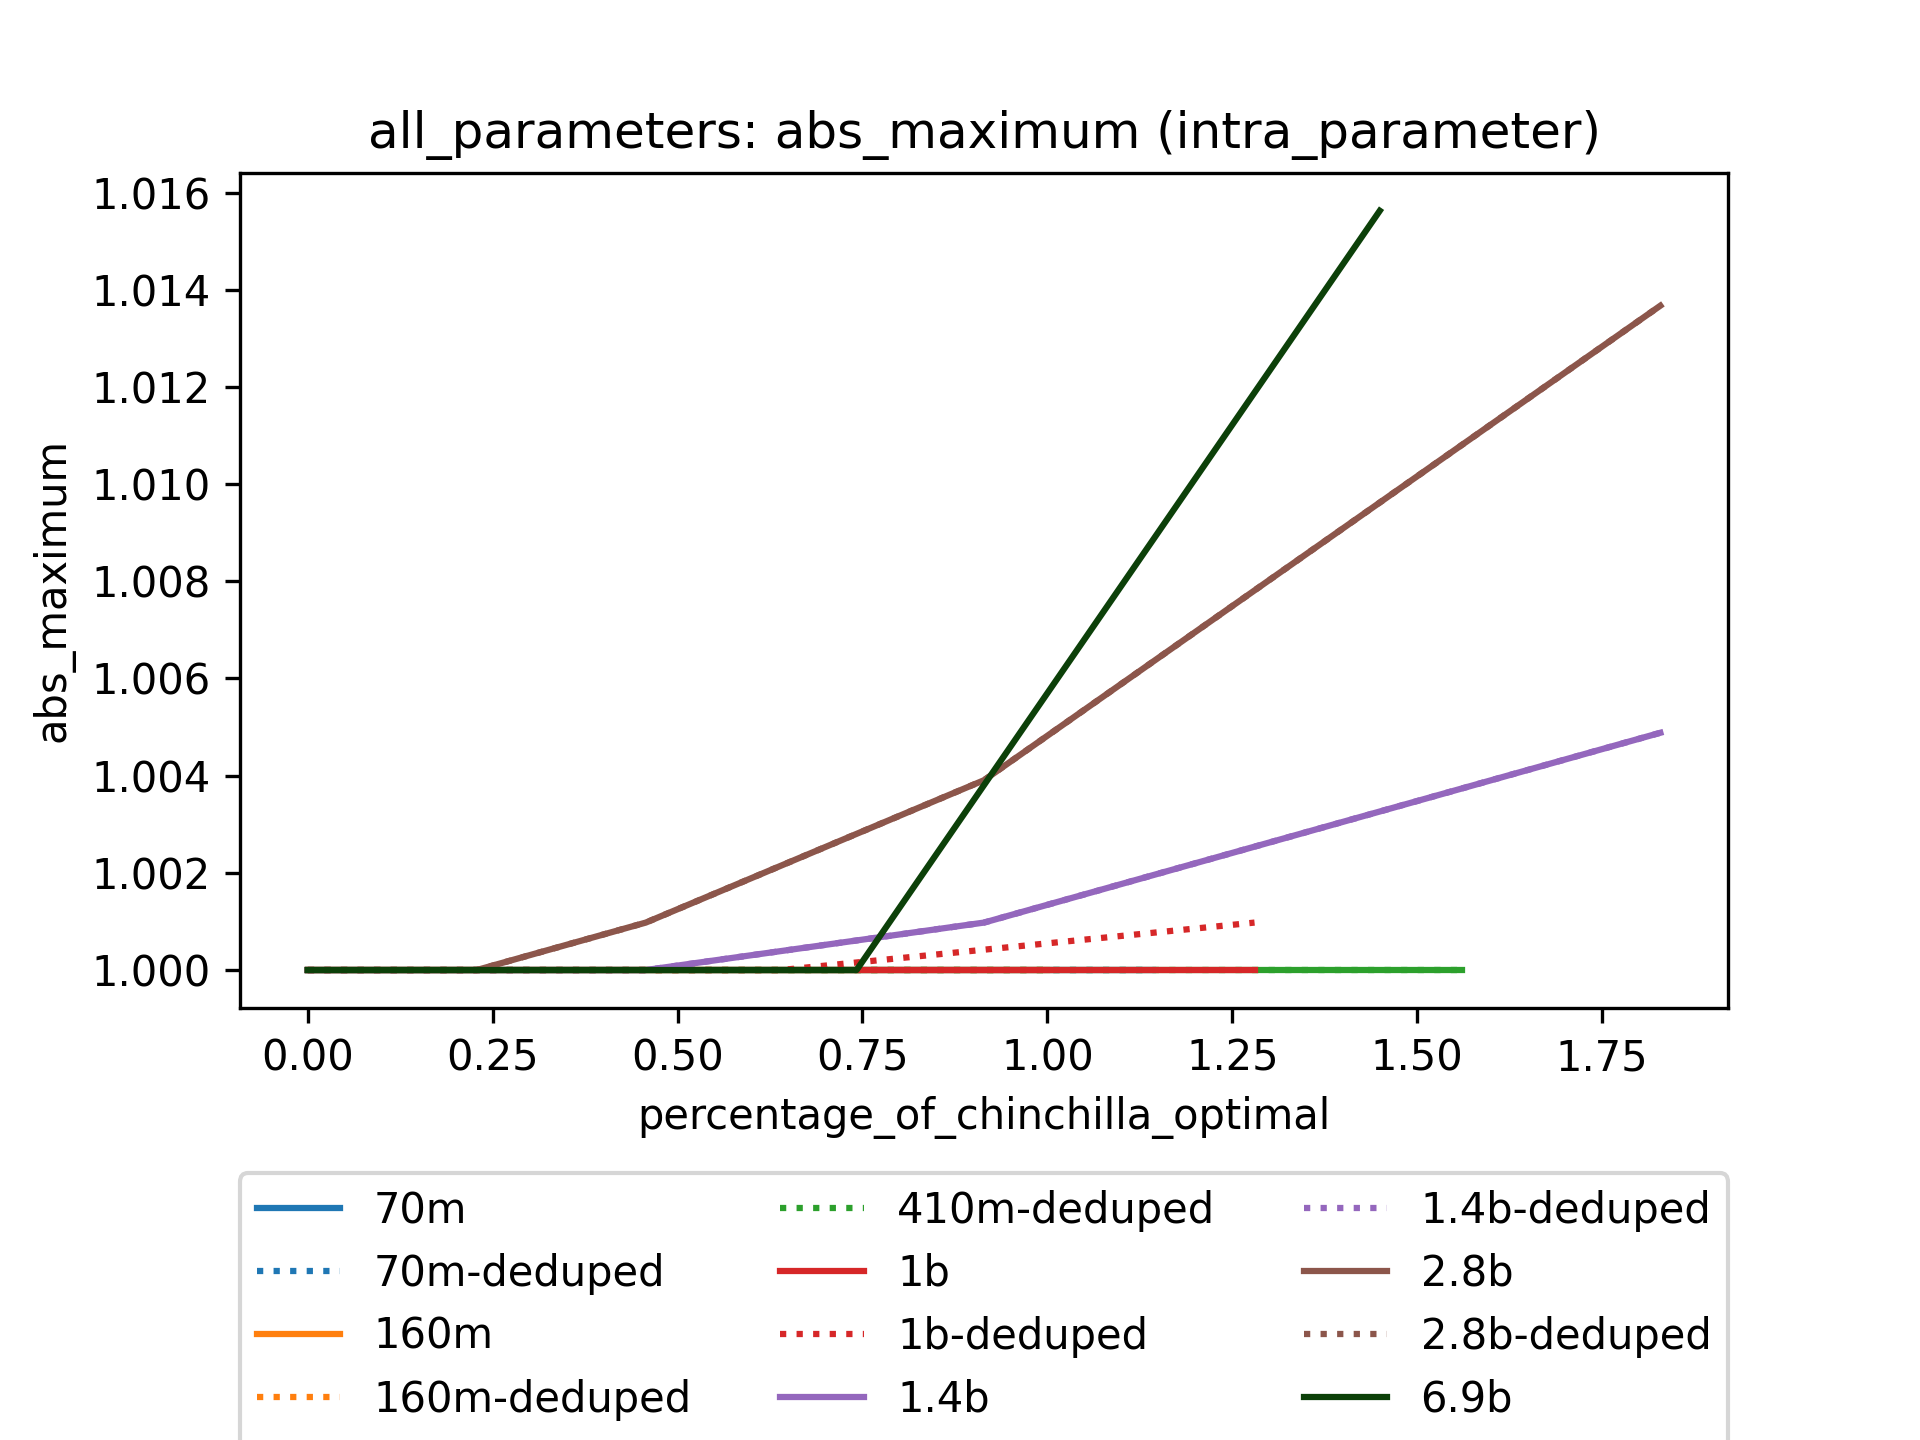 all_parameters: abs_maximum (intra_parameter)
1.016
1.014
1.012
1.010
1.008
1.006
1.004
1.002
1.000
abs_maximum
0.00 0.25 0.50 0.75 1.00 1.25 1.50 1.75
percentage_of_chinchilla_optimal
70m 410m-deduped 1.4b-deduped
70m-deduped 1b 2.8b
160m 1b-deduped 2.8b-deduped
160m-deduped 1.4b 6.9b